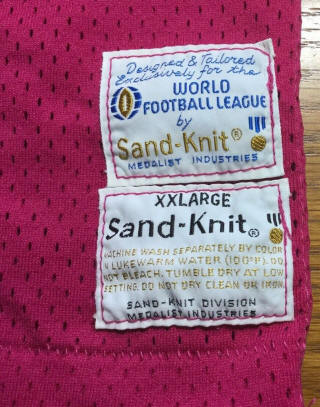 Designed & Tailored
Exclusively for the
WORLD
FOOTBALL LEAGUE
by
Sand-Knit®
MEDALIST INDUSTRIES
XXLARGE
Sand-Knit®
MACHINE WASH SEPARATELY BY COLOR
IN LUKEWARM WATER (100°F). DO
NOT BLEACH. TUMBLE DRY AT LOW
SETTING. DO NOT DRY CLEAN OR IRON.
SAND-KNIT DIVISION
MEDALIST INDUSTRIES